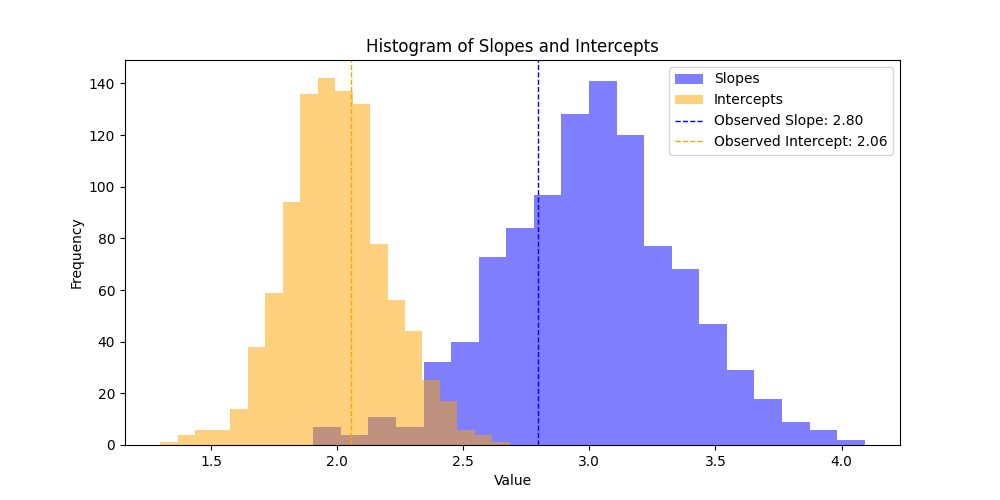 Histogram of Slopes and Intercepts
Frequency
140
120
100
80
60
40
20
0
1.5
2.0
2.5
3.0
3.5
4.0
Value
Slopes
Intercepts
Observed Slope: 2.80
Observed Intercept: 2.06